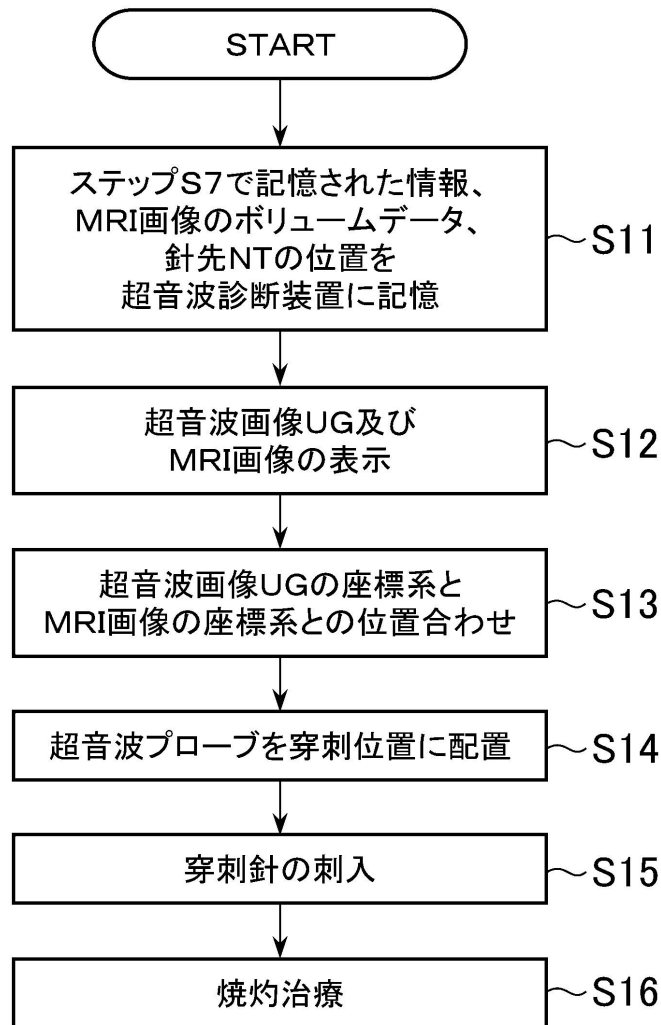 START
ステップS7で記憶された情報、
MRI画像のボリュームデータ、
針先NTの位置を
超音波診断装置に記憶
S11
超音波画像UG及び
MRI画像の表示
S12
超音波画像UGの座標系と
MRI画像の座標系との位置合わせ
S13
超音波プローブを穿刺位置に配置
S14
穿刺針の刺入
S15
焼灼治療
S16